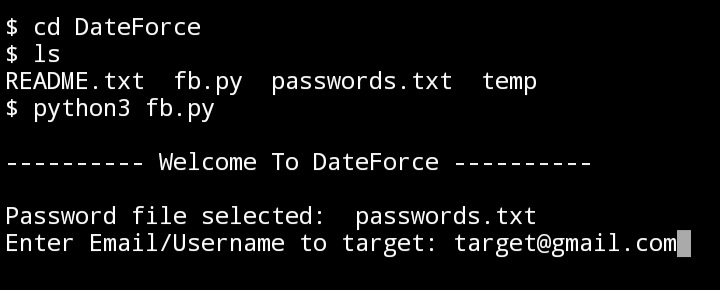 $ cd DateForce
$ ls
README.txt  fb.py  passwords.txt  temp
$ python3 fb.py
---------- Welcome To DateForce ----------
Password file selected:  passwords.txt
Enter Email/Username to target: target@gmail.com